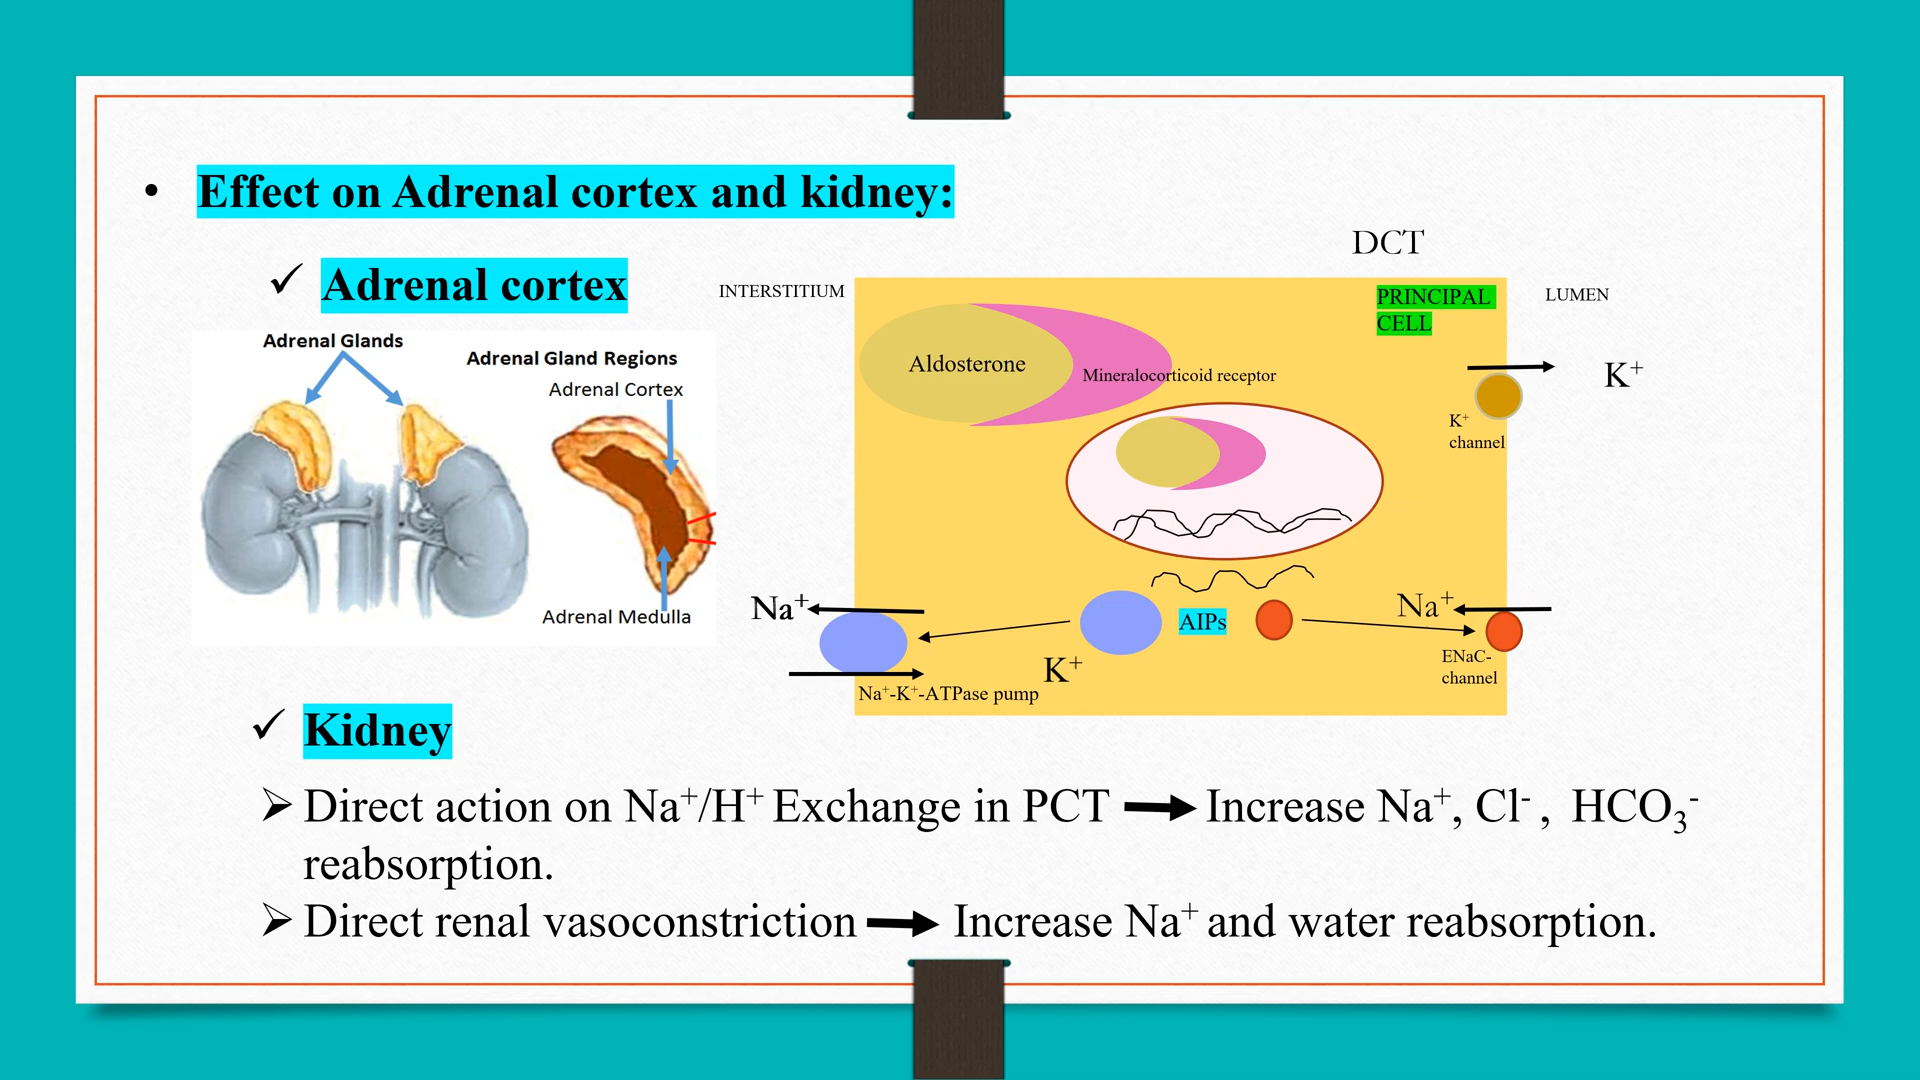 • Effect on Adrenal cortex and kidney:
✓ Adrenal cortex
Adrenal Glands
Adrenal Gland Regions
Adrenal Cortex
Adrenal Medulla
DCT
INTERSTITIUM
PRINCIPAL
CELL
LUMEN
Aldosterone
Mineralocorticoid receptor
K⁺
K⁺
channel
Na⁺
AIPs
Na⁺
K⁺
ENaC-
channel
Na⁺-K⁺-ATPase pump
✓ Kidney
➢ Direct action on Na⁺/H⁺ Exchange in PCT → Increase Na⁺, Cl⁻ , HCO₃⁻
reabsorption.
➢ Direct renal vasoconstriction → Increase Na⁺ and water reabsorption.